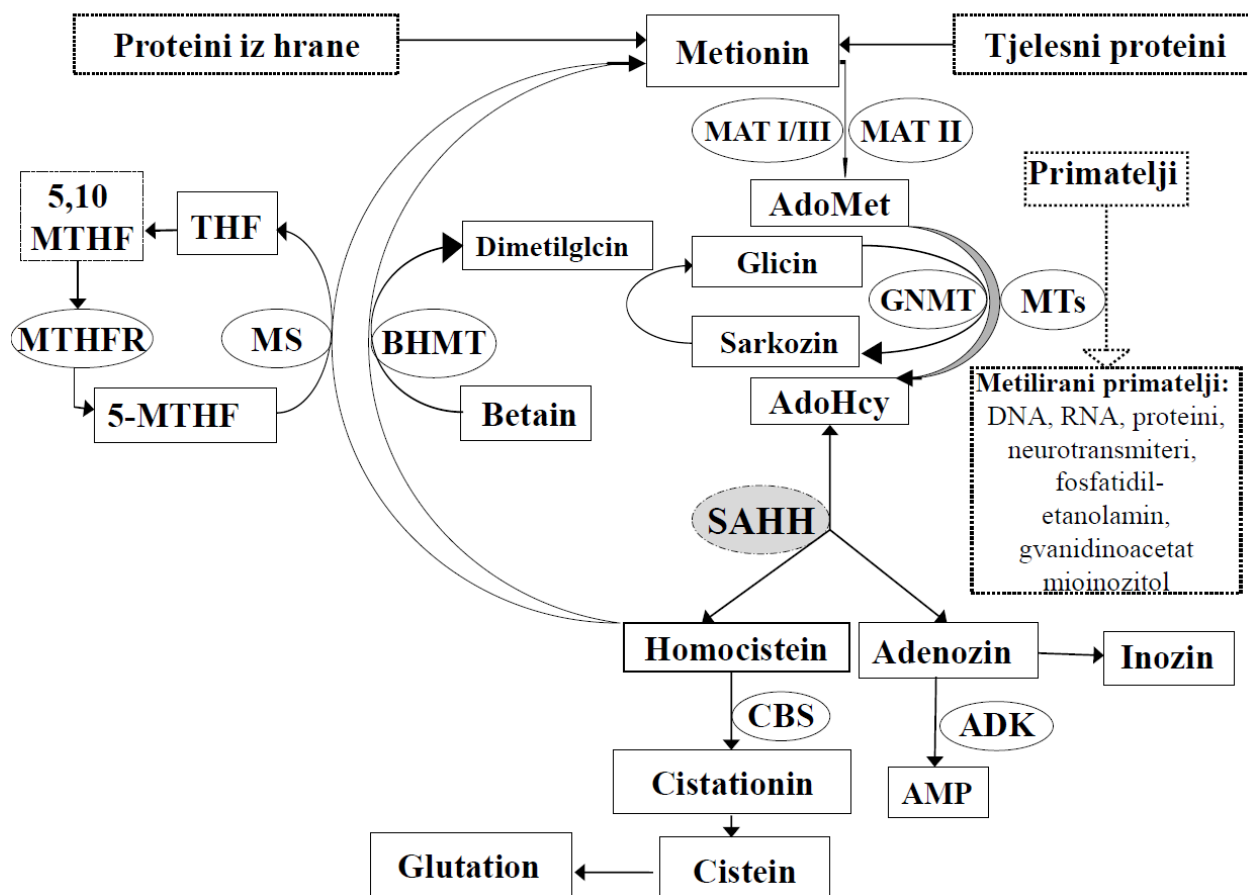 Proteini iz hrane
Metionin
Tjelesni proteini
MAT I/III
MAT II
5,10
MTHF
THF
Dimetilglcin
AdoMet
Primatelji
Glicin
GNMT
MTs
MTHFR
MS
BHMT
Sarkozin
5-MTHF
Betain
AdoHcy
Metilirani primatelji:
DNA, RNA, proteini,
neurotransmiteri,
fosfatidil-
etanolamin,
gvanidinoacetat
mioinozitol
SAHH
Homocistein
Adenozin
Inozin
CBS
ADK
Cistationin
AMP
Glutation
Cistein